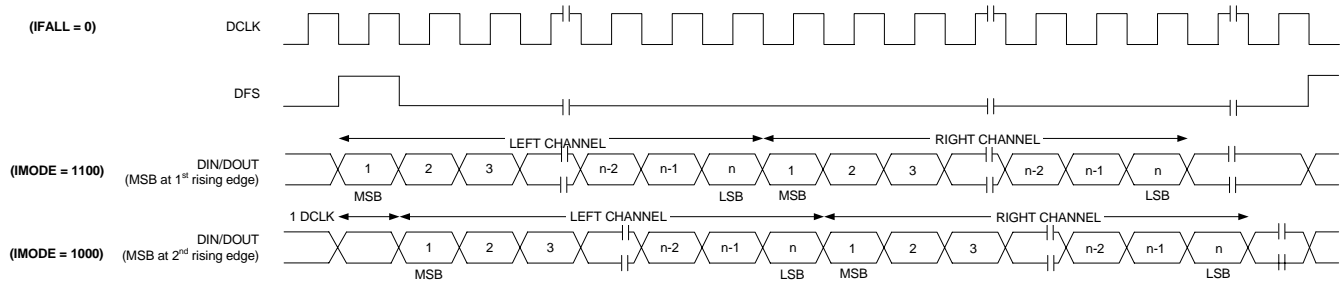 (IFALL = 0) DCLK
DFS
LEFT CHANNEL RIGHT CHANNEL
(IMODE = 1100) DIN/DOUT 1 2 3 n-2 n-1 n 1 2 3 n-2 n-1 n
(MSB at 1st rising edge)
MSB LSB MSB LSB
1 DCLK LEFT CHANNEL RIGHT CHANNEL
(IMODE = 1000) DIN/DOUT 1 2 3 n-2 n-1 n 1 2 3 n-2 n-1 n
(MSB at 2nd rising edge)
MSB LSB MSB LSB